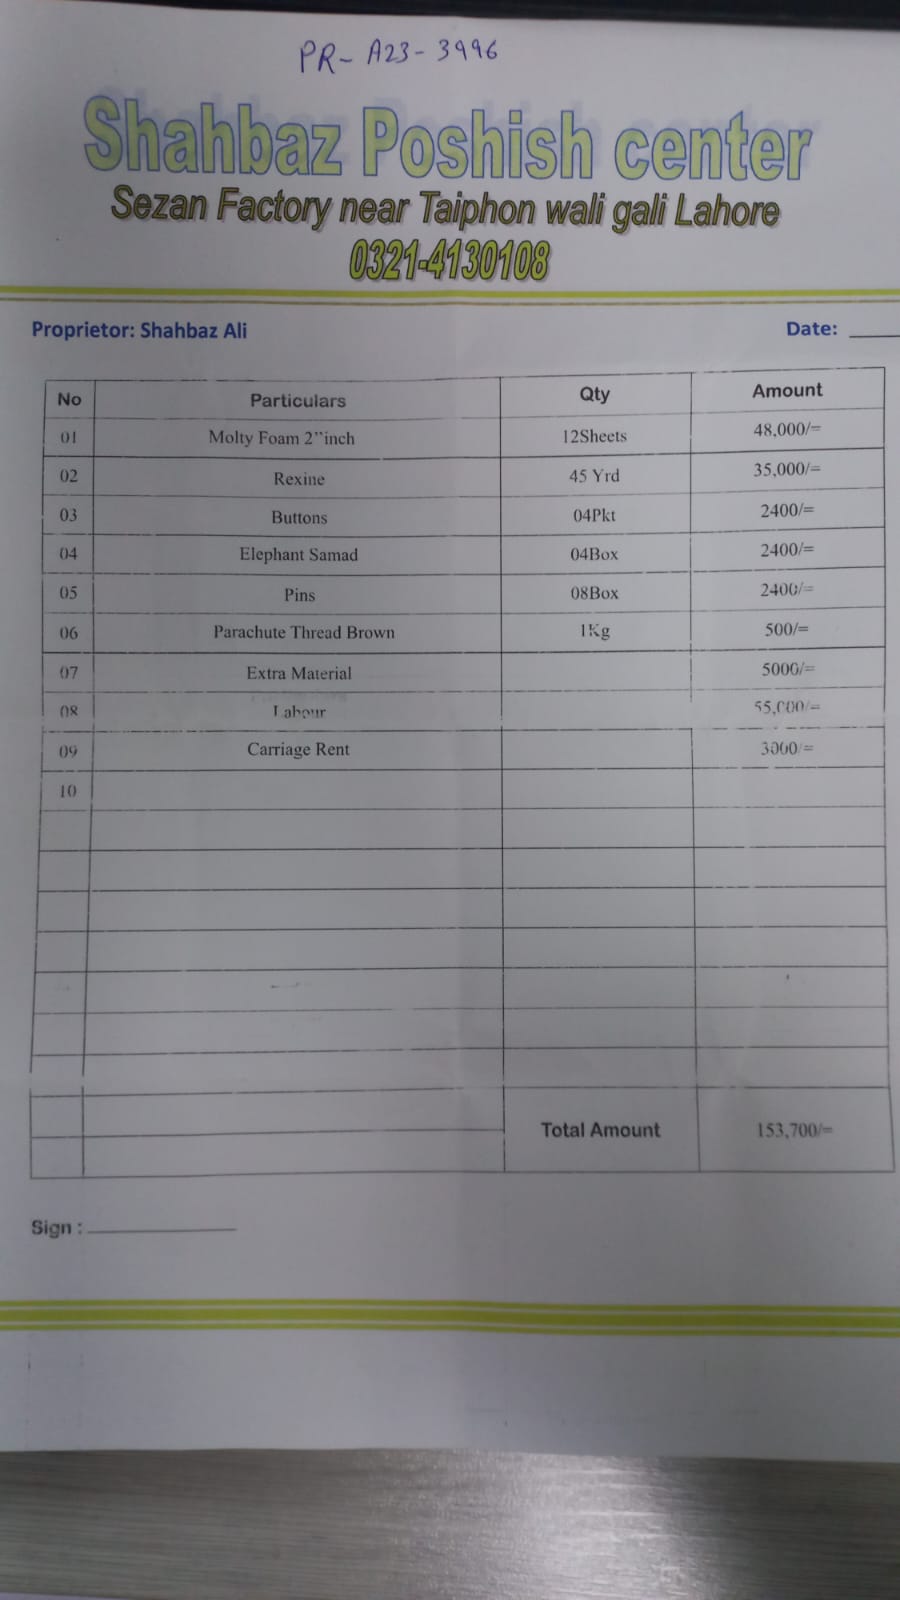 PR- A23-3996
Shahbaz Poshish center
Sezan Factory near Taiphon wali gali Lahore
0321-4130108
Proprietor: Shahbaz Ali Date: ____
No Particulars Qty Amount
01 Molty Foam 2''inch 12Sheets 48,000/=
02 Rexine 45 Yrd 35,000/=
03 Buttons 04Pkt 2400/=
04 Elephant Samad 04Box 2400/=
05 Pins 08Box 2400/=
06 Parachute Thread Brown 1Kg 500/=
07 Extra Material 5000/=
08 Labour 55,000/=
09 Carriage Rent 3000/=
10
Total Amount 153,700/=
Sign : ____________